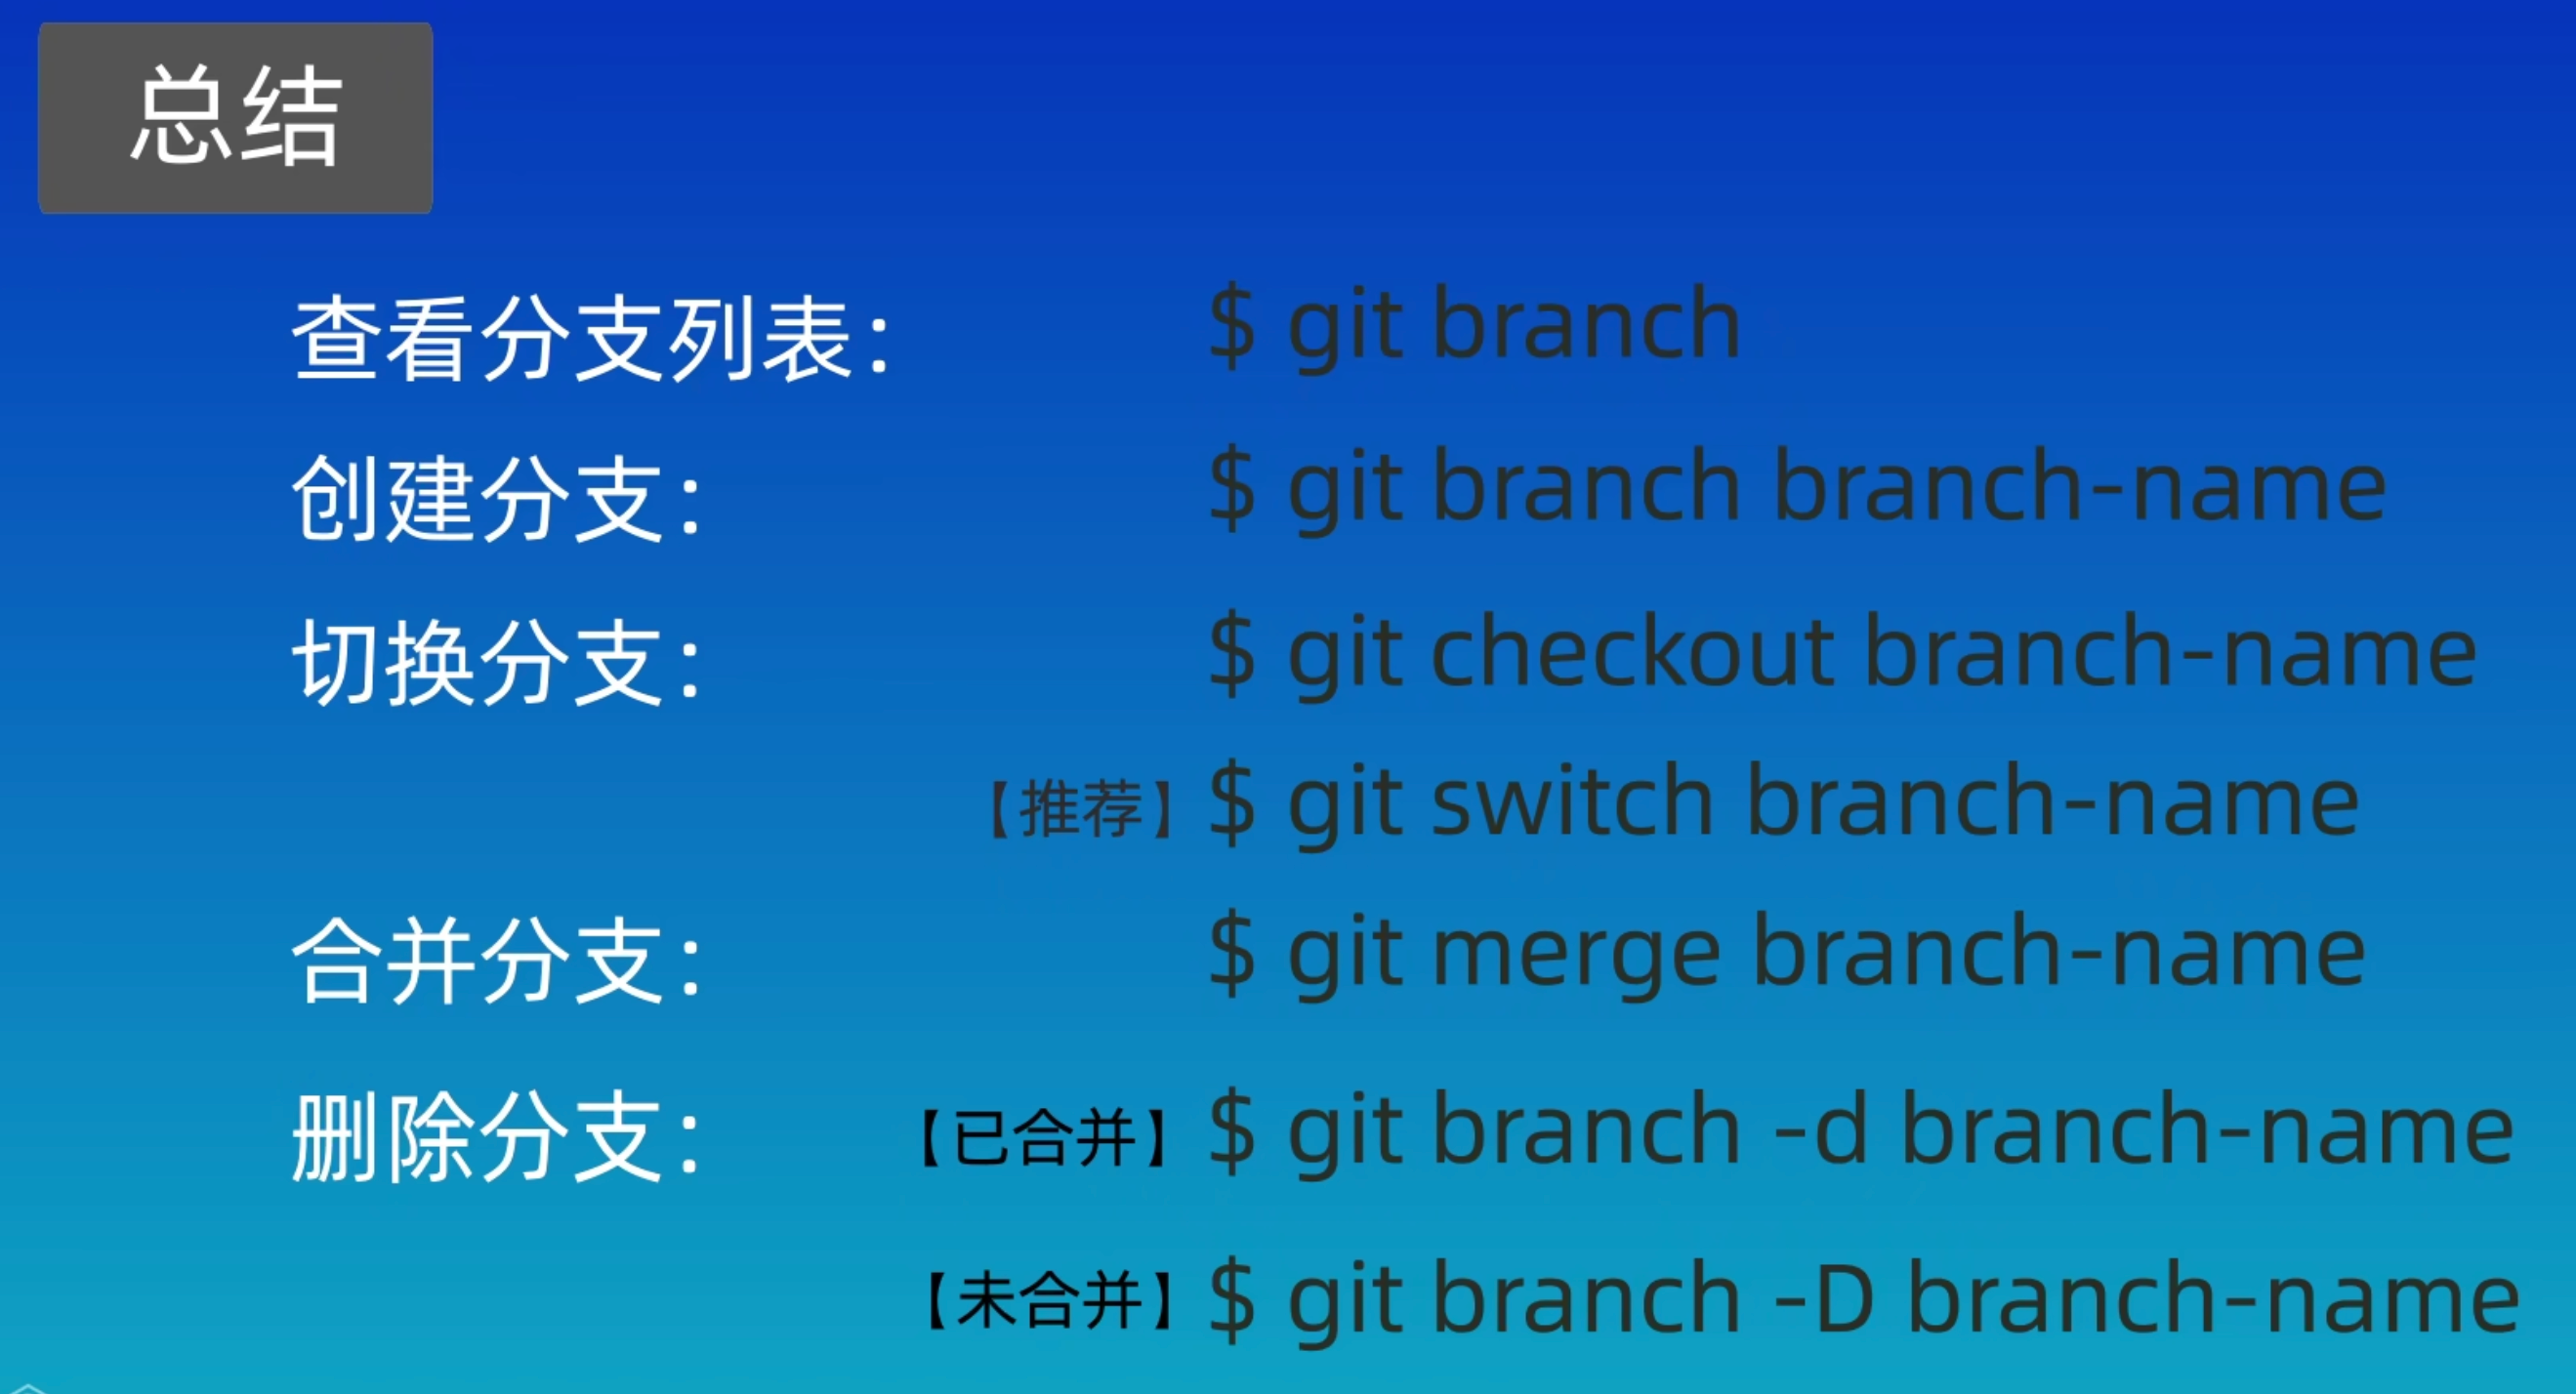 总结
查看分支列表： $ git branch
创建分支： $ git branch branch-name
切换分支： $ git checkout branch-name
【推荐】 $ git switch branch-name
合并分支： $ git merge branch-name
删除分支： 【已合并】 $ git branch -d branch-name
【未合并】 $ git branch -D branch-name